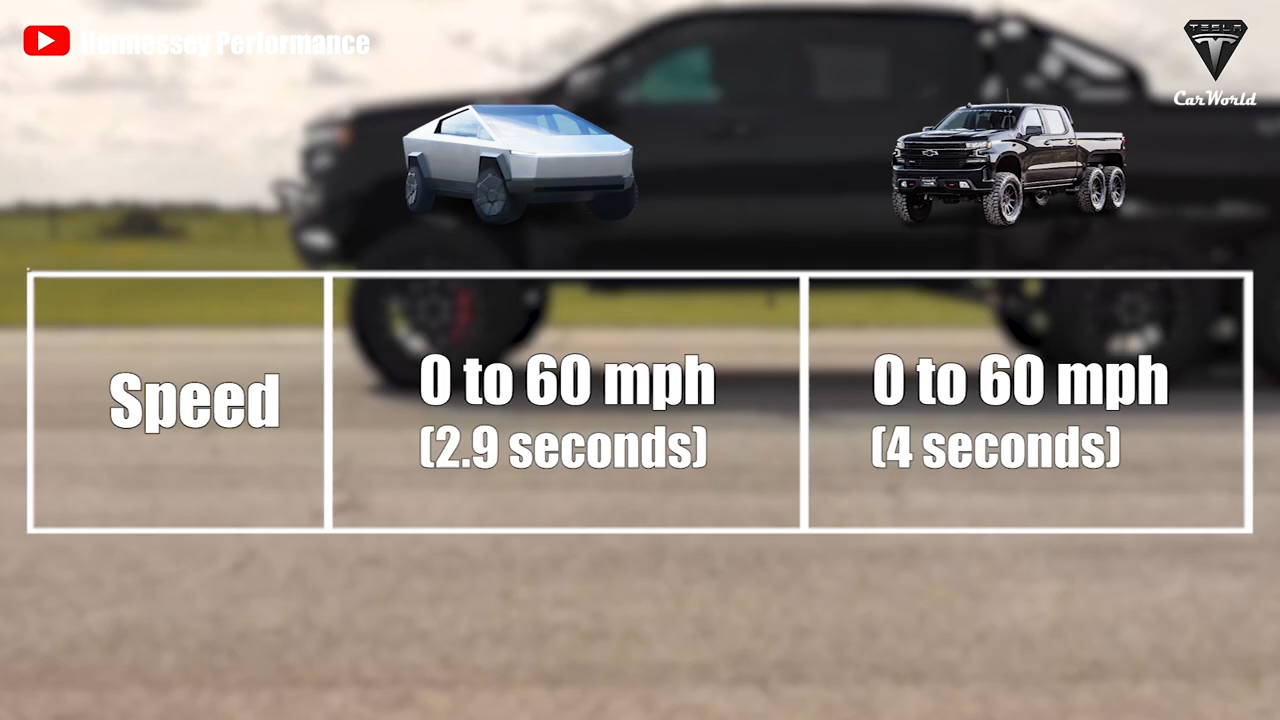 Hennessey Performance
TESLA
CarWorld
Speed
0 to 60 mph
(2.9 seconds)
0 to 60 mph
(4 seconds)